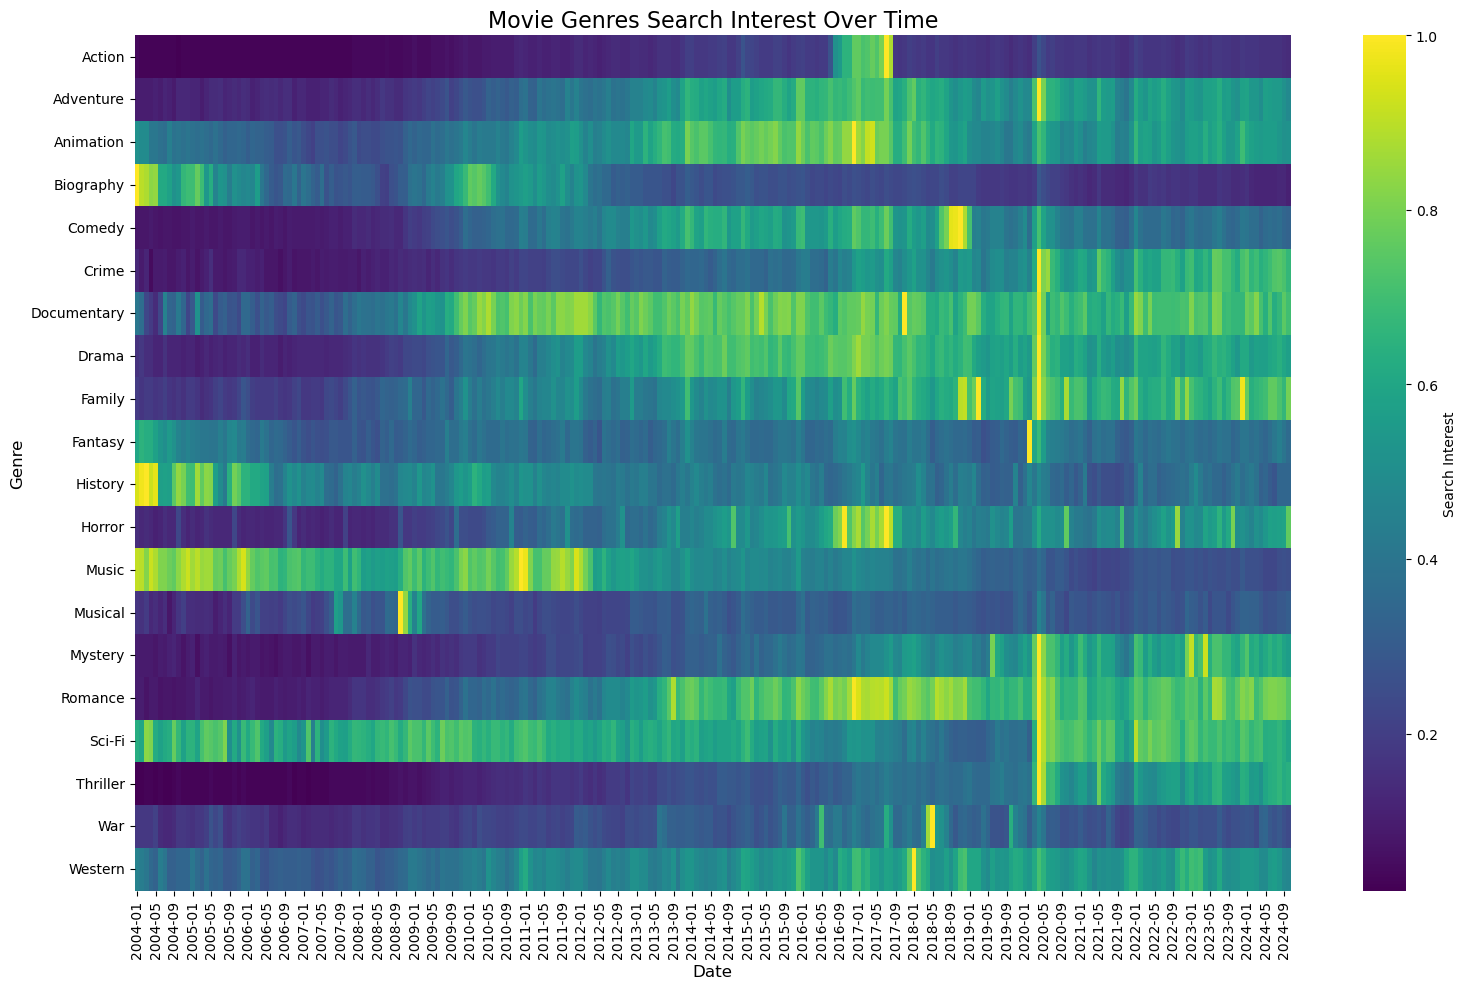 Movie Genres Search Interest Over Time
Action
Adventure
Animation
Biography
Comedy
Crime
Documentary
Drama
Family
Fantasy
History
Horror
Music
Musical
Mystery
Romance
Sci-Fi
Thriller
War
Western
Genre
2004-01
2004-05
2004-09
2005-01
2005-05
2005-09
2006-01
2006-05
2006-09
2007-01
2007-05
2007-09
2008-01
2008-05
2008-09
2009-01
2009-05
2009-09
2010-01
2010-05
2010-09
2011-01
2011-05
2011-09
2012-01
2012-05
2012-09
2013-01
2013-05
2013-09
2014-01
2014-05
2014-09
2015-01
2015-05
2015-09
2016-01
2016-05
2016-09
2017-01
2017-05
2017-09
2018-01
2018-05
2018-09
2019-01
2019-05
2019-09
2020-01
2020-05
2020-09
2021-01
2021-05
2021-09
2022-01
2022-05
2022-09
2023-01
2023-05
2023-09
2024-01
2024-05
2024-09
Date
1.0
0.8
0.6
0.4
0.2
Search Interest